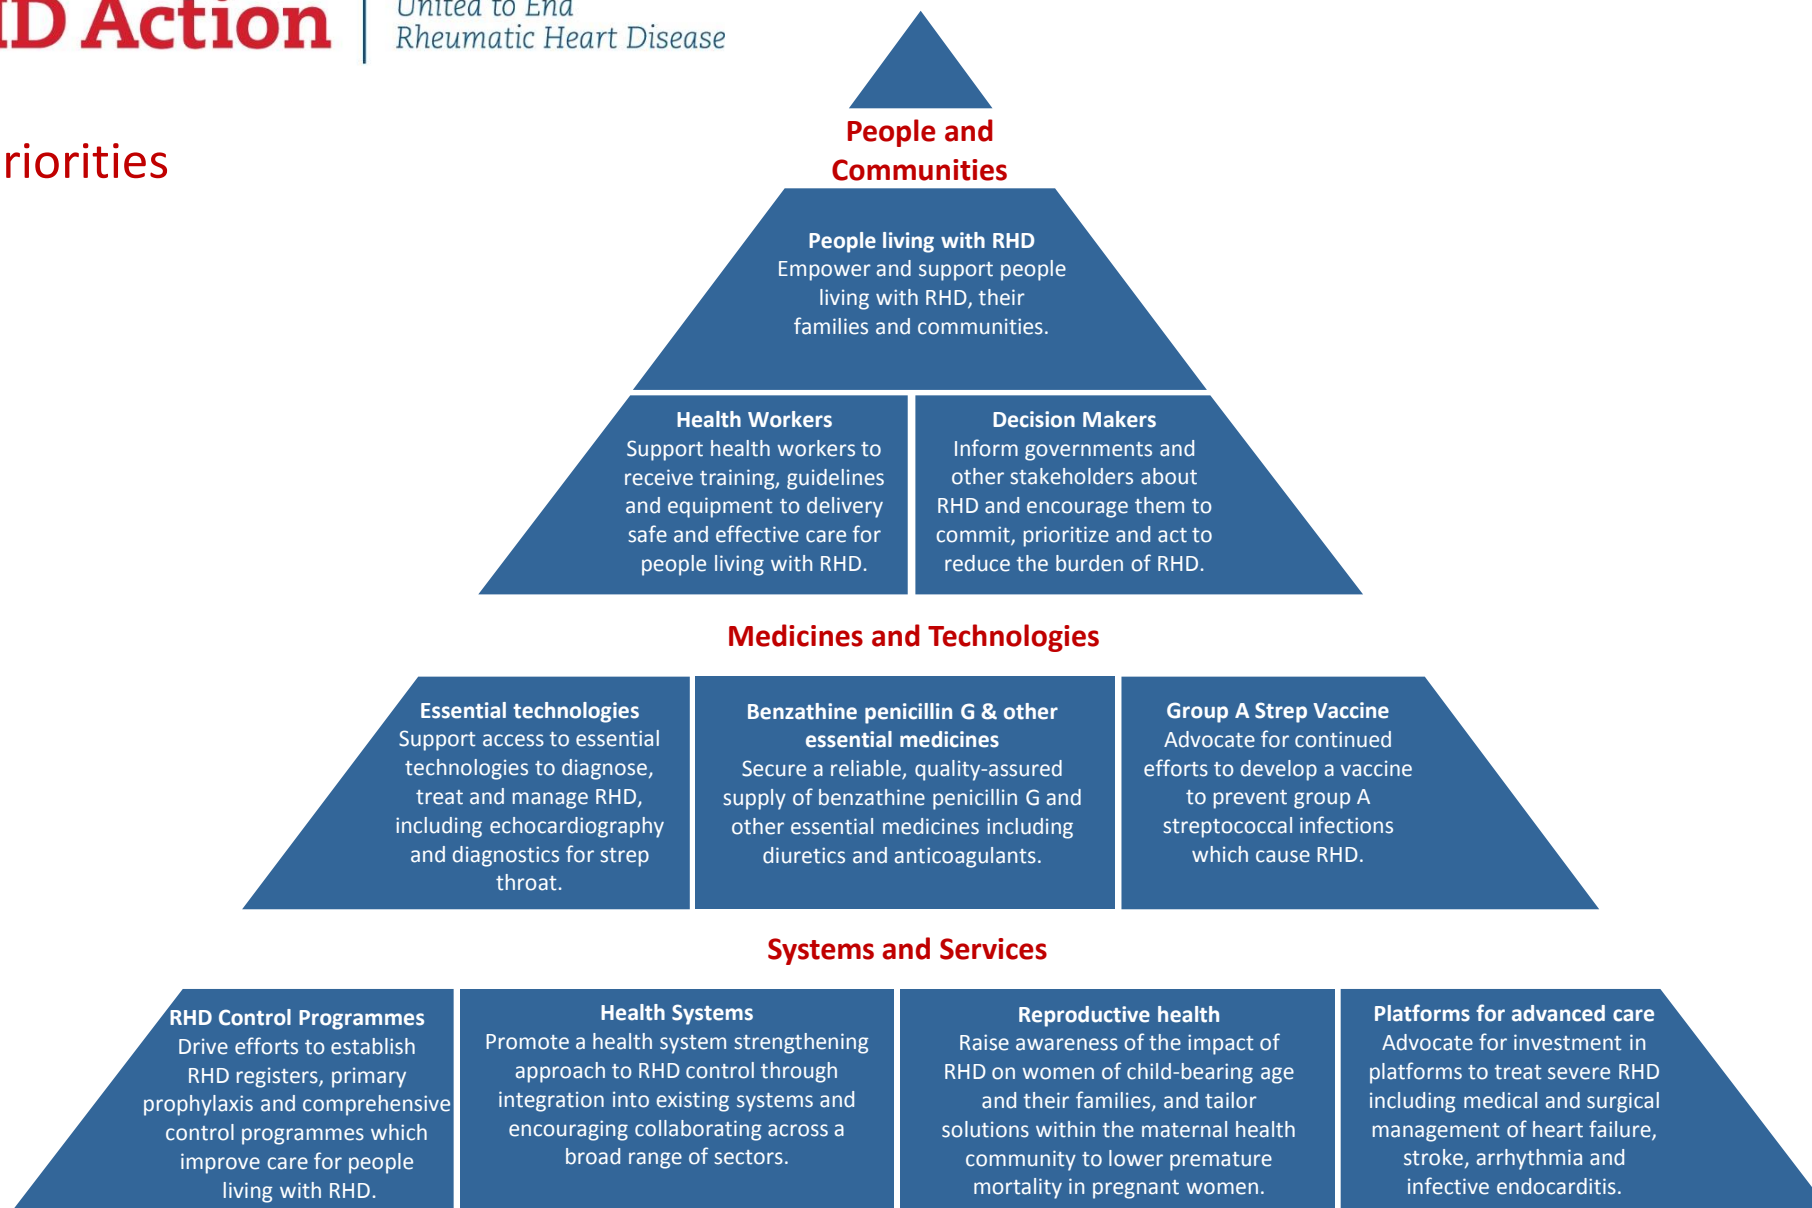 D Action
United to End
Rheumatic Heart Disease
riorities
People and
Communities
People living with RHD
Empower and support people
living with RHD, their
families and communities.
Health Workers
Support health workers to
receive training, guidelines
and equipment to delivery
safe and effective care for
people living with RHD.
Decision Makers
Inform governments and
other stakeholders about
RHD and encourage them to
commit, prioritize and act to
reduce the burden of RHD.
Medicines and Technologies
Essential technologies
Support access to essential
technologies to diagnose,
treat and manage RHD,
including echocardiography
and diagnostics for strep
throat.
Benzathine penicillin G & other
essential medicines
Secure a reliable, quality-assured
supply of benzathine penicillin G and
other essential medicines including
diuretics and anticoagulants.
Group A Strep Vaccine
Advocate for continued
efforts to develop a vaccine
to prevent group A
streptococcal infections
which cause RHD.
Systems and Services
RHD Control Programmes
Drive efforts to establish
RHD registers, primary
prophylaxis and comprehensive
control programmes which
improve care for people
living with RHD.
Health Systems
Promote a health system strengthening
approach to RHD control through
integration into existing systems and
encouraging collaborating across a
broad range of sectors.
Reproductive health
Raise awareness of the impact of
RHD on women of child-bearing age
and their families, and tailor
solutions within the maternal health
community to lower premature
mortality in pregnant women.
Platforms for advanced care
Advocate for investment in
platforms to treat severe RHD
including medical and surgical
management of heart failure,
stroke, arrhythmia and
infective endocarditis.